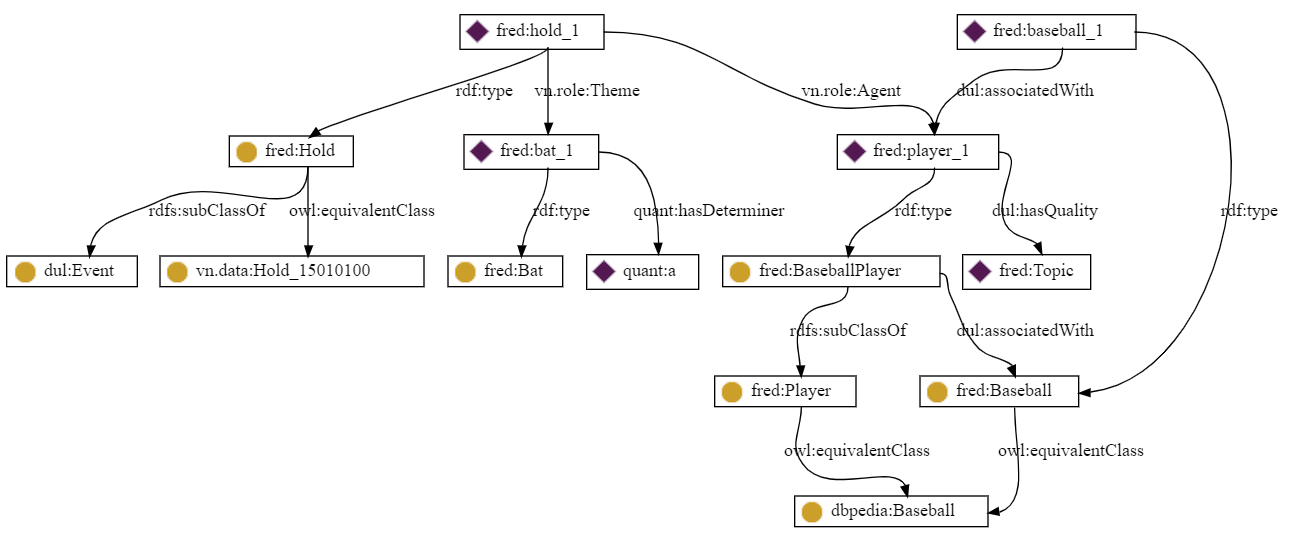 fred:hold_1
fred:baseball_1
rdf:type
vn.role:Theme
vn.role:Agent
dul:associatedWith
fred:Hold
fred:bat_1
fred:player_1
rdfs:subClassOf
owl:equivalentClass
rdf:type
quant:hasDeterminer
rdf:type
dul:hasQuality
rdf:type
dul:Event
vn.data:Hold_15010100
fred:Bat
quant:a
fred:BaseballPlayer
fred:Topic
rdfs:subClassOf
dul:associatedWith
fred:Player
fred:Baseball
owl:equivalentClass
owl:equivalentClass
dbpedia:Baseball